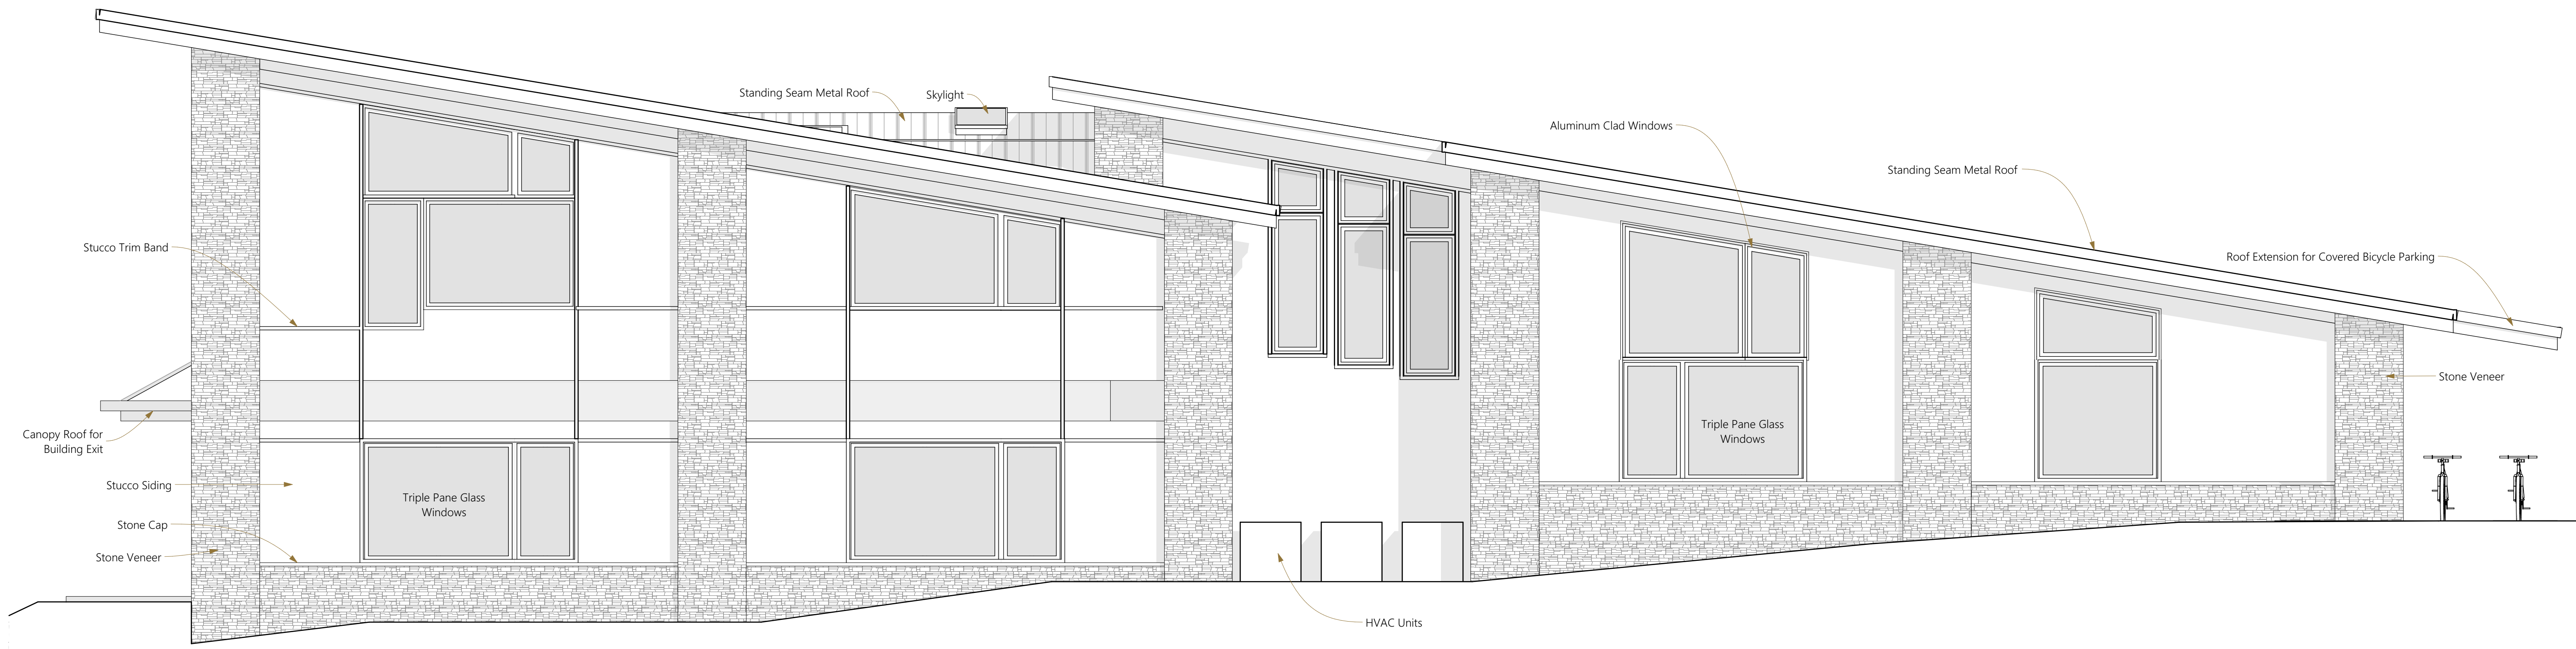 Standing Seam Metal Roof
Skylight
Aluminum Clad Windows
Standing Seam Metal Roof
Roof Extension for Covered Bicycle Parking
Stucco Trim Band
Stone Veneer
Canopy Roof for
Building Exit
Triple Pane Glass
Windows
Stucco Siding
Triple Pane Glass
Windows
Stone Cap
Stone Veneer
HVAC Units